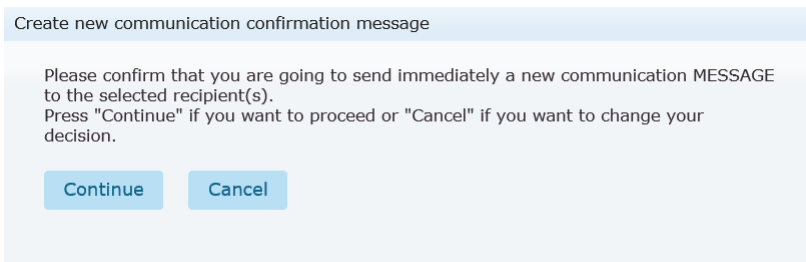 Create new communication confirmation message
Please confirm that you are going to send immediately a new communication MESSAGE
to the selected recipient(s).
Press "Continue" if you want to proceed or "Cancel" if you want to change your
decision.
Continue Cancel